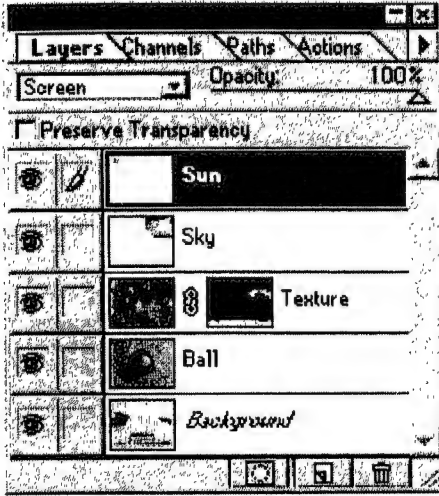 Layers Channels Paths Actions
Screen Opacity: 100%
Preserve Transparency
Sun
Sky
Texture
Ball
Background